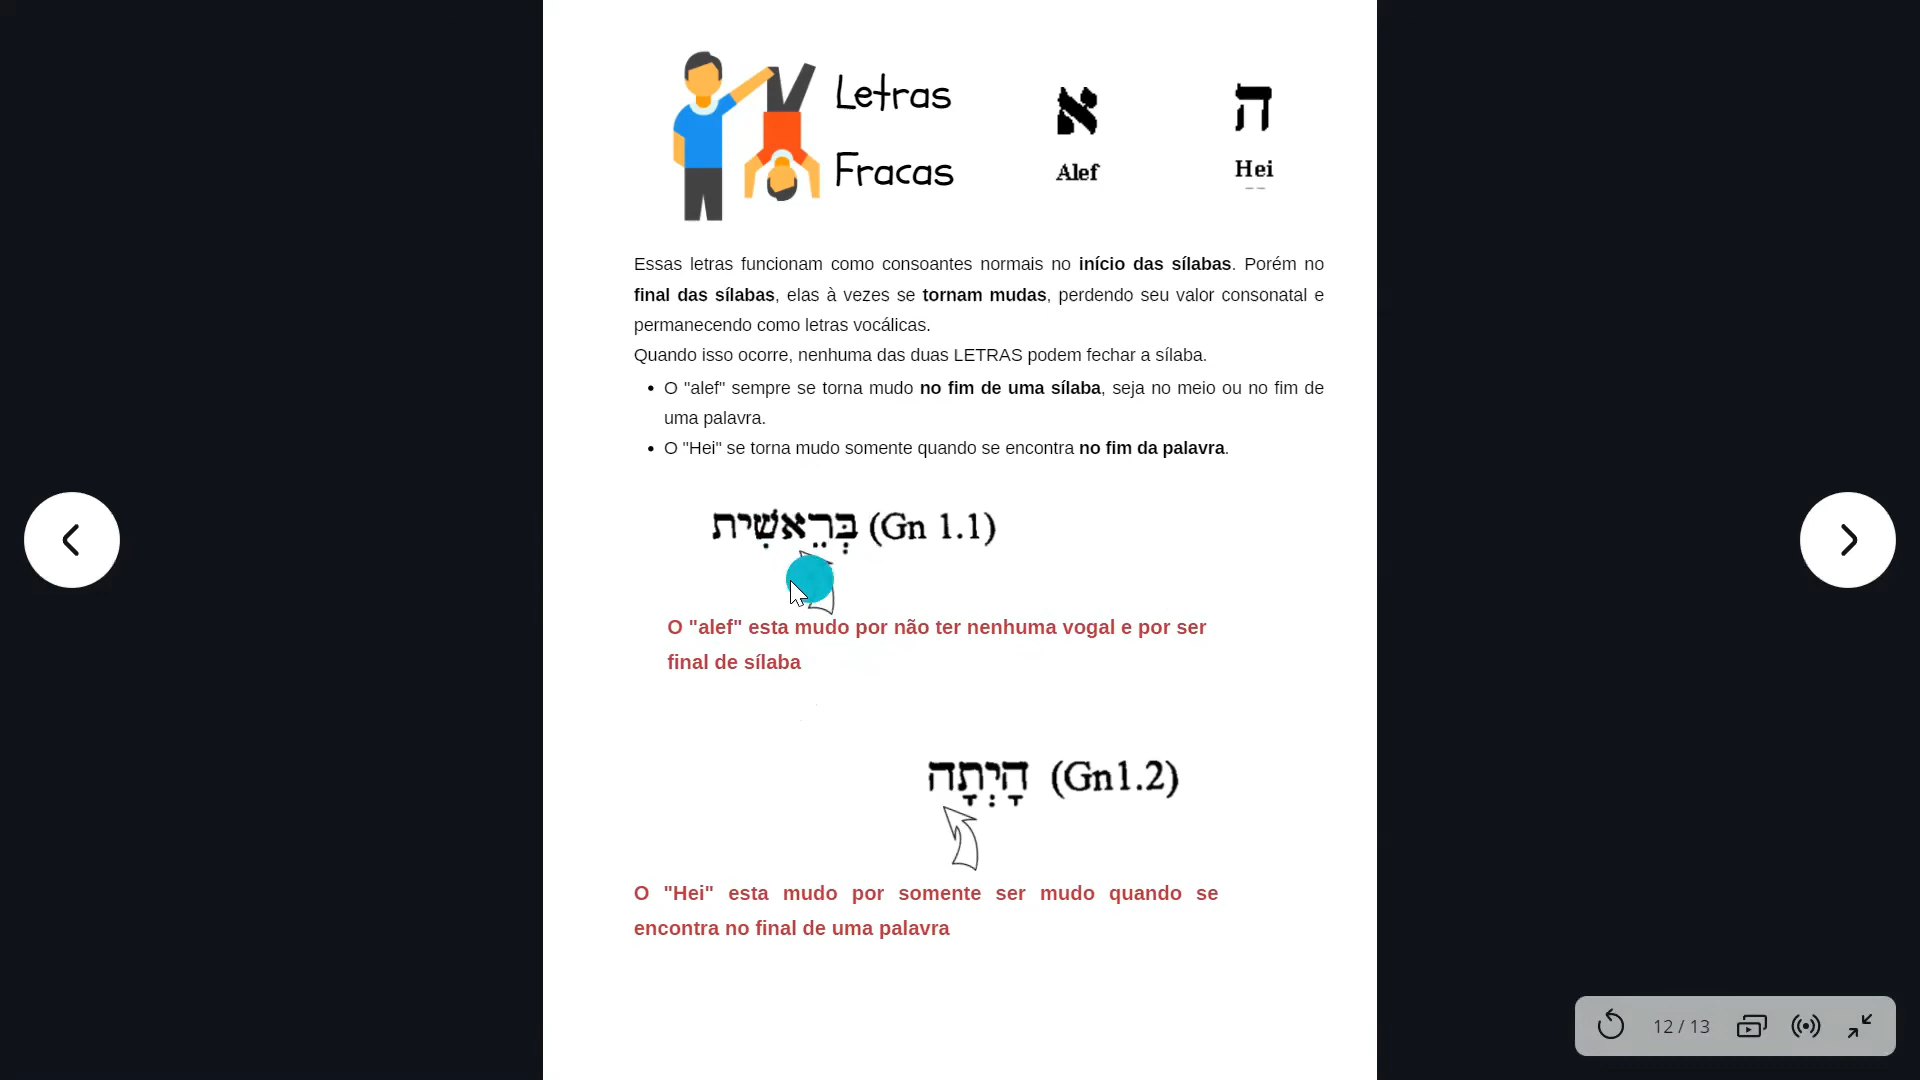 Letras
Fracas
א
Alef
ה
Hei
Essas letras funcionam como consoantes normais no início das sílabas. Porém no
final das sílabas, elas à vezes se tornam mudas, perdendo seu valor consonatal e
permanecendo como letras vocálicas.
Quando isso ocorre, nenhuma das duas LETRAS podem fechar a sílaba.
• O "alef" sempre se torna mudo no fim de uma sílaba, seja no meio ou no fim de
uma palavra.
• O "Hei" se torna mudo somente quando se encontra no fim da palavra.
בְּרֵאשִׁית (Gn 1.1)
O "alef" esta mudo por não ter nenhuma vogal e por ser
final de sílaba
הָיְתָה (Gn1.2)
O "Hei" esta mudo por somente ser mudo quando se
encontra no final de uma palavra
12 / 13